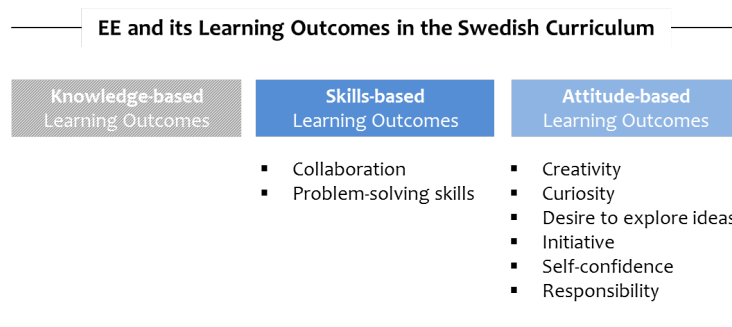 EE and its Learning Outcomes in the Swedish Curriculum
Knowledge-based
Learning Outcomes
Skills-based
Learning Outcomes
Attitude-based
Learning Outcomes
▪ Collaboration
▪ Problem-solving skills
▪ Creativity
▪ Curiosity
▪ Desire to explore ideas
▪ Initiative
▪ Self-confidence
▪ Responsibility